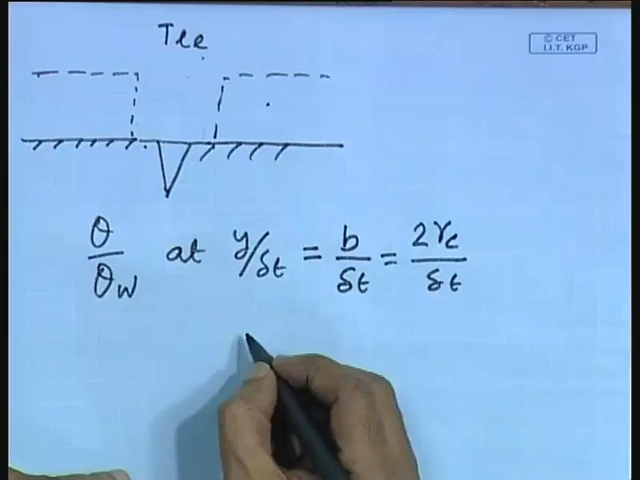 Tle
© CET
I.I.T. KGP
θ/θw at y/δt = b/δt = 2rc/δt